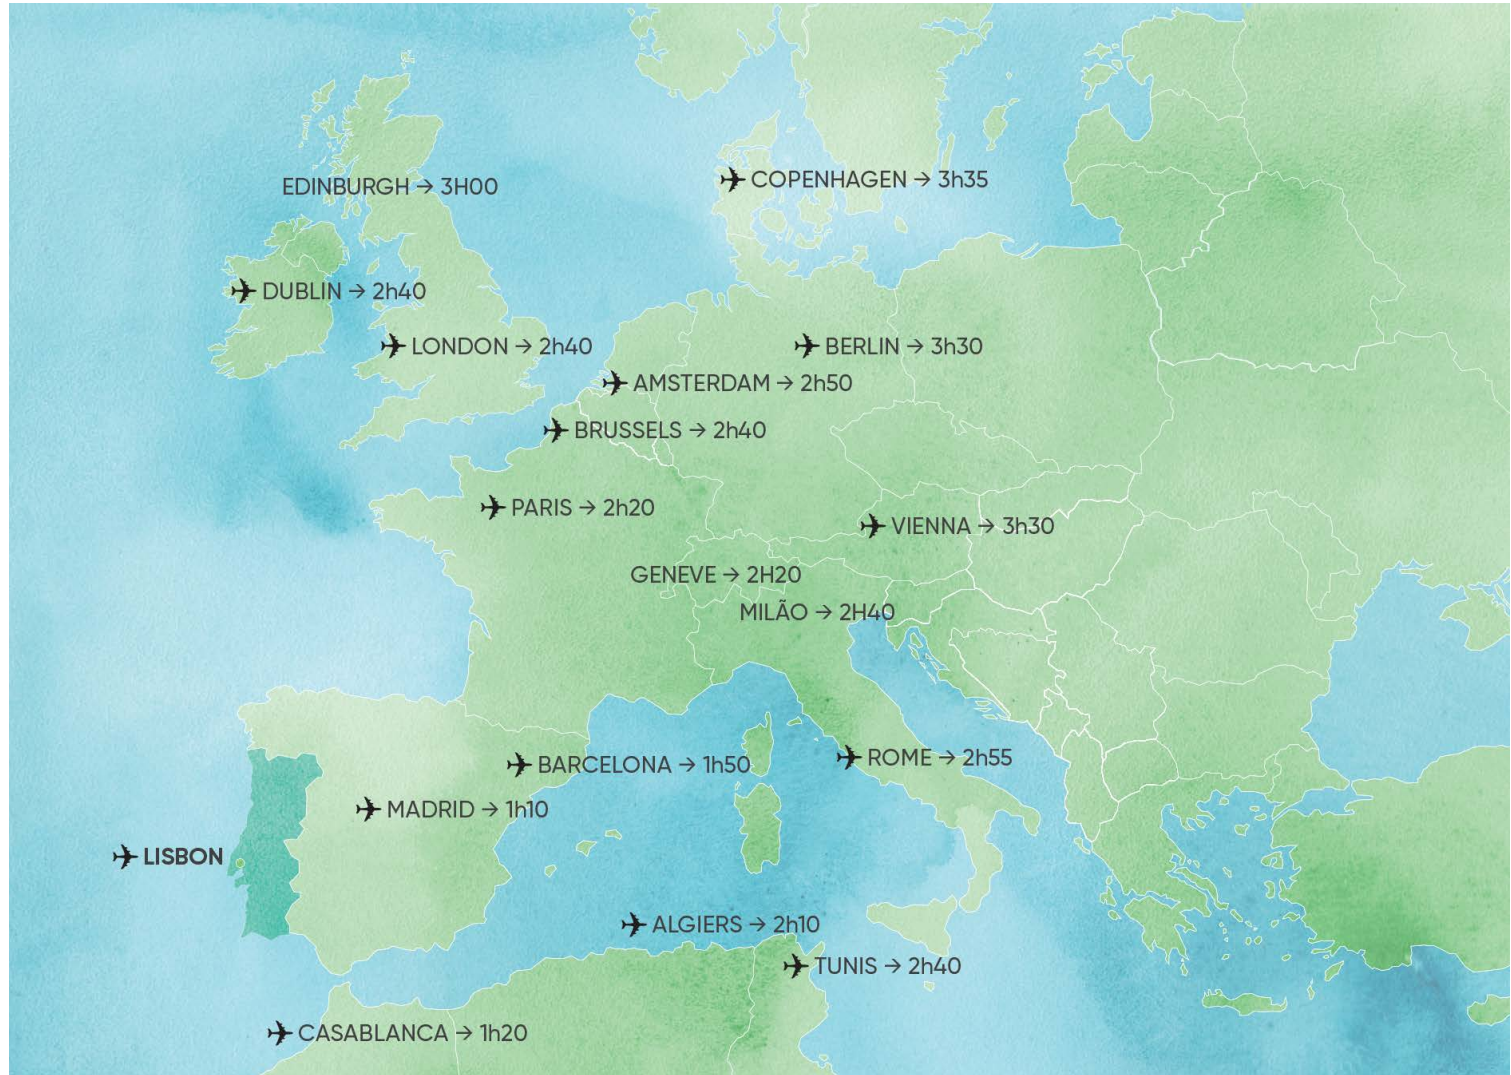 COPENHAGEN → 3h35
EDINBURGH → 3H00
DUBLIN → 2h40
LONDON → 2h40
BERLIN → 3h30
AMSTERDAM → 2h50
BRUSSELS → 2h40
PARIS → 2h20
VIENNA → 3h30
GENEVE → 2H20
MILÃO → 2H40
ROME → 2h55
BARCELONA → 1h50
MADRID → 1h10
LISBON
ALGIERS → 2h10
TUNIS → 2h40
CASABLANCA → 1h20